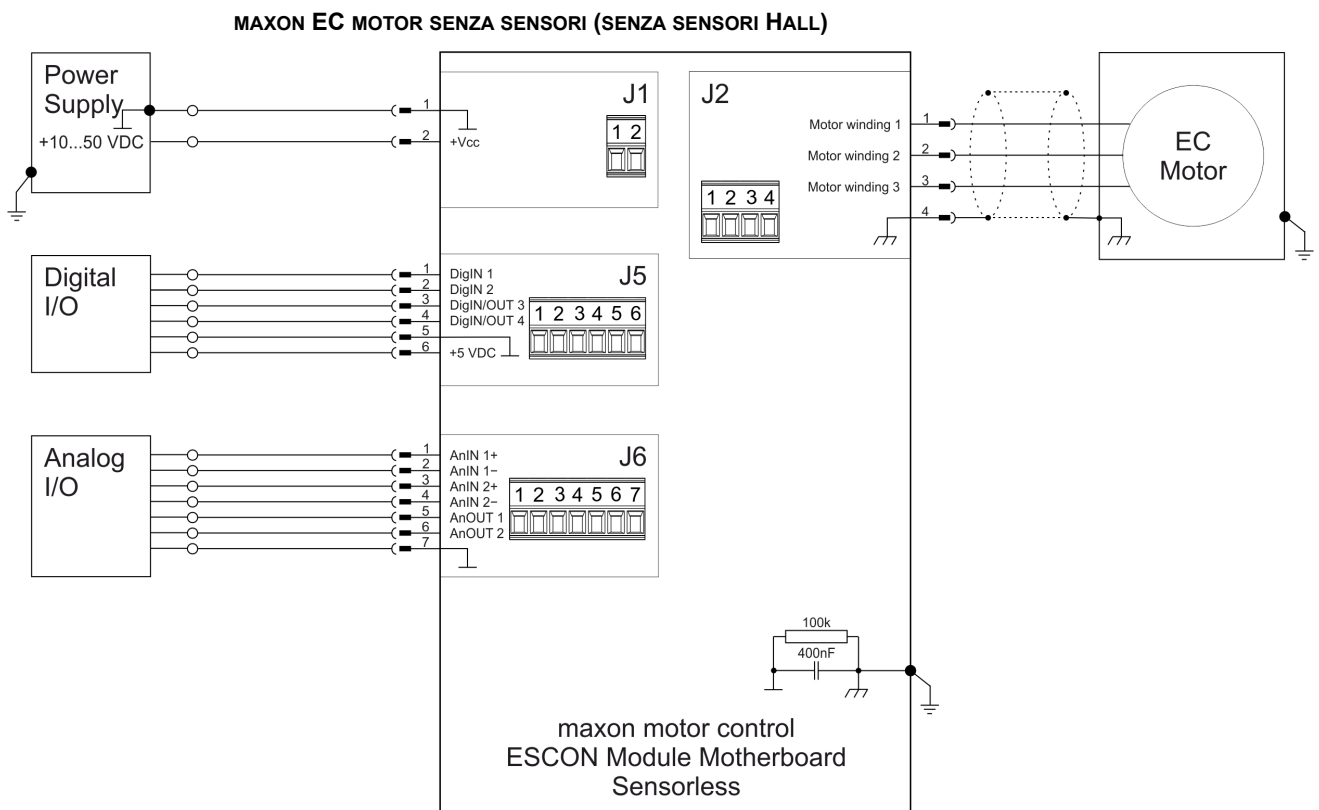 MAXON EC MOTOR SENZA SENSORI (SENZA SENSORI HALL)
Power
Supply
+10...50 VDC
1
2
+Vcc
J1
1 2
J2
1 2 3 4
Motor winding 1
Motor winding 2
Motor winding 3
1
2
3
4
EC
Motor
Digital
I/O
1
2
3
4
5
6
DigIN 1
DigIN 2
DigIN/OUT 3
DigIN/OUT 4
+5 VDC
J5
1 2 3 4 5 6
Analog
I/O
1
2
3
4
5
6
7
AnIN 1+
AnIN 1−
AnIN 2+
AnIN 2−
AnOUT 1
AnOUT 2
J6
1 2 3 4 5 6 7
100k
400nF
maxon motor control
ESCON Module Motherboard
Sensorless